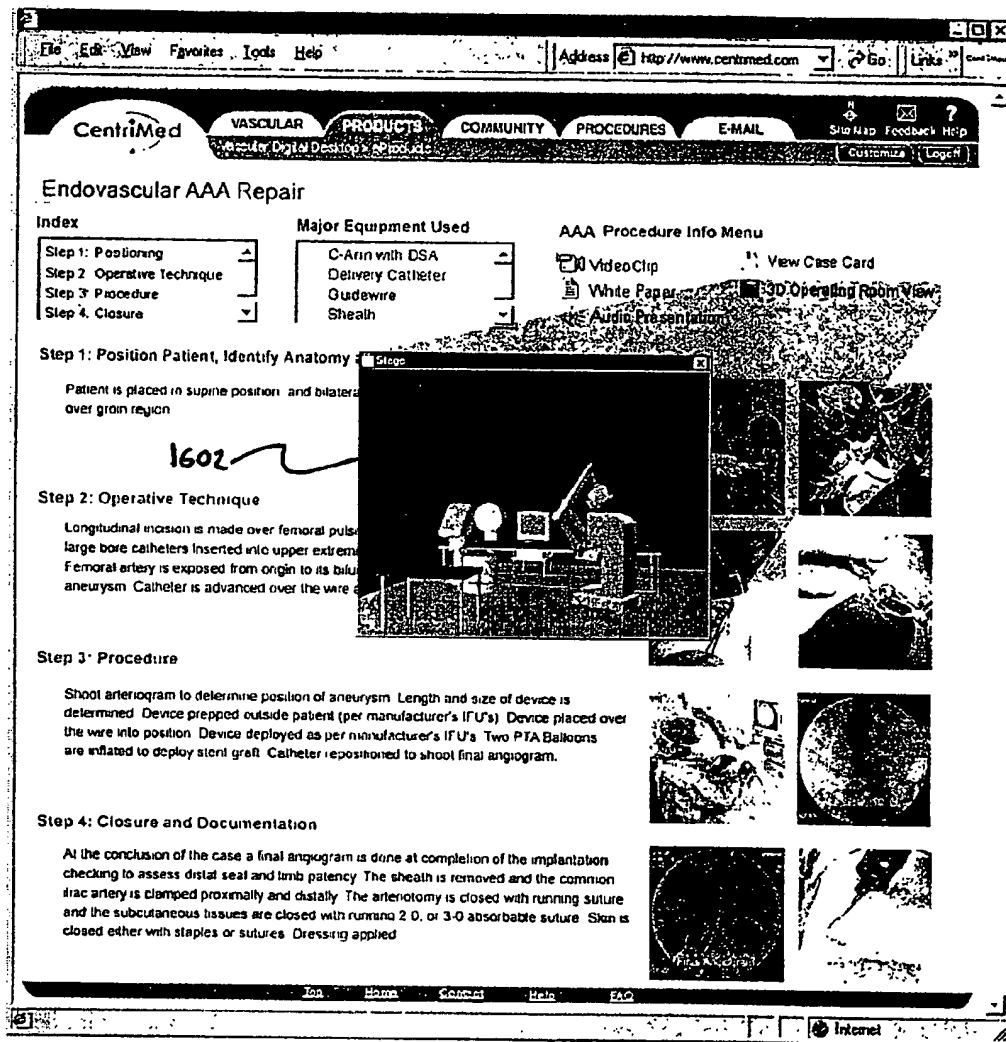 File Edit View Favorites Tools Help
Address http://www.centrimed.com Go Links
CentriMed
VASCULAR PRODUCTS COMMUNITY PROCEDURES E-MAIL
Site Map Feedback Help
Vascular Digital Desktop > eProducts
Customize Logoff
Endovascular AAA Repair
Index
Step 1: Positioning
Step 2 Operative Technique
Step 3: Procedure
Step 4. Closure
Major Equipment Used
C-Arm with DSA
Delivery Catheter
Guidewire
Sheath
AAA Procedure Info Menu
Video Clip
View Case Card
White Paper
3D Operating Room View
Audio Presentation
Step 1: Position Patient, Identify Anatomy
Stage
Patient is placed in supine position and bilatera
over groin region
1602
Step 2: Operative Technique
Longitudinal incision is made over femoral puls
large bore catheters inserted into upper extrem
Femoral artery is exposed from origin to its bifu
aneurysm Catheter is advanced over the wire
Step 3: Procedure
Shoot arteriogram to determine position of aneurysm Length and size of device is
determined Device prepped outside patient (per manufacturer's IFU's) Device placed over
the wire into position Device deployed as per manufacturer's IFU's Two PTA Balloons
are inflated to deploy stent graft Catheter repositioned to shoot final angiogram.
Step 4: Closure and Documentation
At the conclusion of the case a final angiogram is done at completion of the implantation
checking to assess distal seal and limb patency The sheath is removed and the common
iliac artery is clamped proximally and distally The arteriotomy is closed with running suture
and the subcutaneous tissues are closed with running 2 0, or 3-0 absorbable suture Skin is
closed either with staples or sutures Dressing applied
Final Angiogram
Top Home Contact Help FAQ
Internet